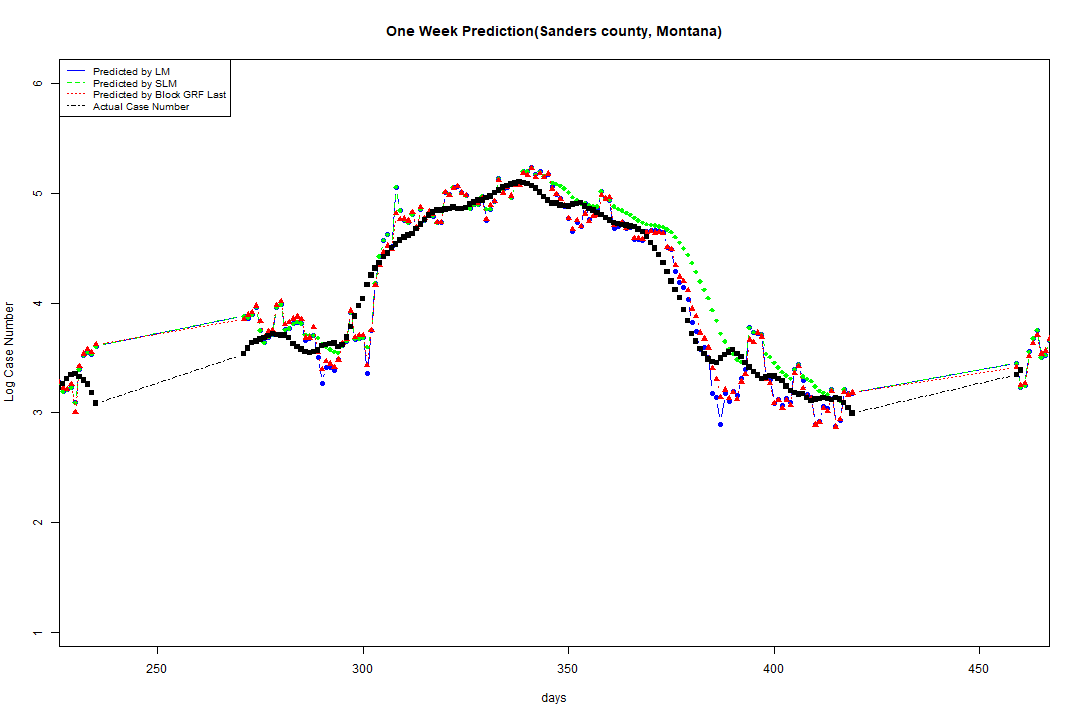 One Week Prediction(Sanders county, Montana)
Predicted by LM
Predicted by SLM
Predicted by Block GRF Last
Actual Case Number
Log Case Number
6
5
4
3
2
1
250 300 350 400 450
days